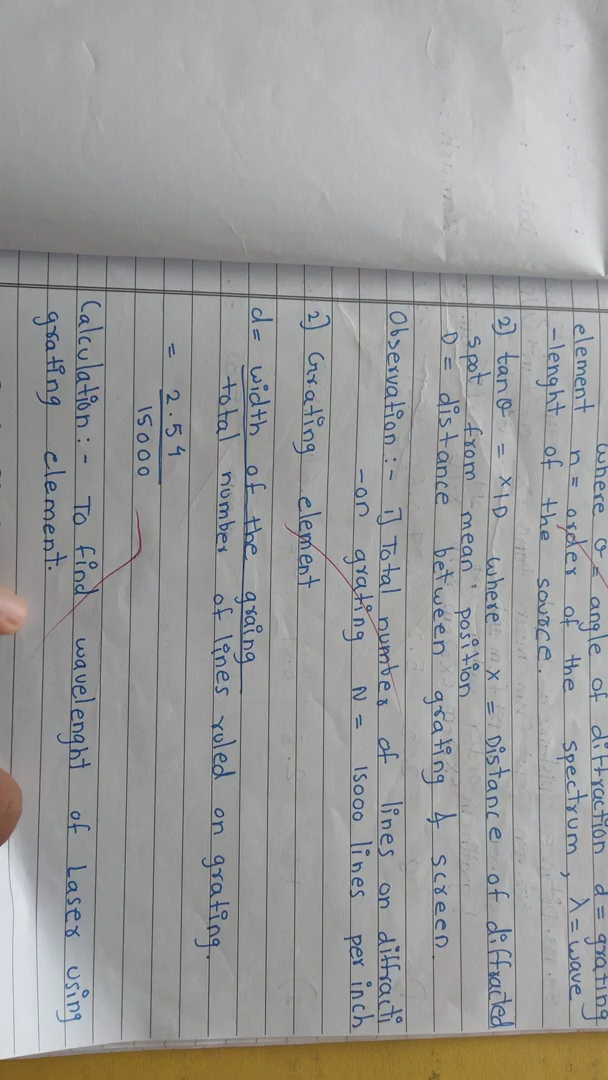 where θ = angle of diffraction d = grating
element n = order of the spectrum, λ = wave
-lenght of the source.
2] tanθ = x/D where x = Distance of diffracted
spot from mean position
D = distance between grating & screen.
Observation :- 1] Total number of lines on diffracti
-on grating N = 15000 lines per inch
2] Grating element
d = width of the graing
total number of lines ruled on grating.
= 2.54
15000
Calculation :- To find wavelenght of Laser using
grating element.